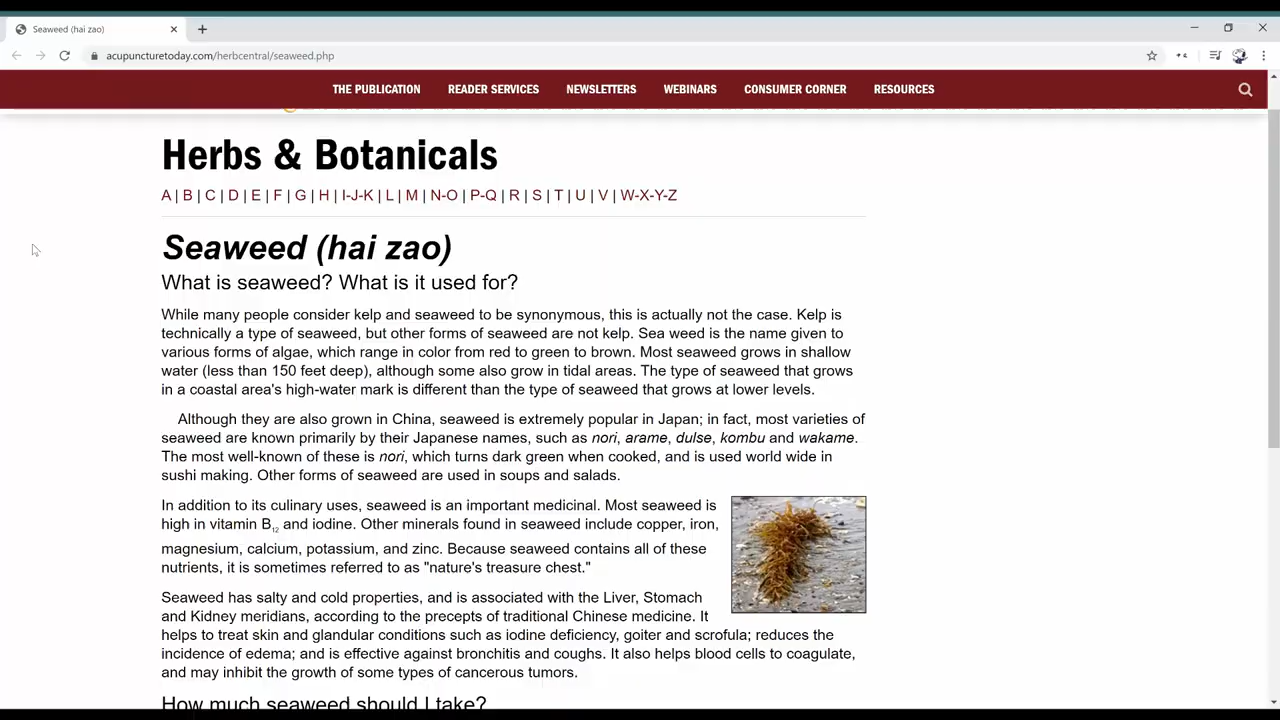 Seaweed (hai zao)
acupuncturetoday.com/herbcentral/seaweed.php
THE PUBLICATION READER SERVICES NEWSLETTERS WEBINARS CONSUMER CORNER RESOURCES
Herbs & Botanicals
A | B | C | D | E | F | G | H | I-J-K | L | M | N-O | P-Q | R | S | T | U | V | W-X-Y-Z
Seaweed (hai zao)
What is seaweed? What is it used for?
While many people consider kelp and seaweed to be synonymous, this is actually not the case. Kelp is
technically a type of seaweed, but other forms of seaweed are not kelp. Sea weed is the name given to
various forms of algae, which range in color from red to green to brown. Most seaweed grows in shallow
water (less than 150 feet deep), although some also grow in tidal areas. The type of seaweed that grows
in a coastal area's high-water mark is different than the type of seaweed that grows at lower levels.
Although they are also grown in China, seaweed is extremely popular in Japan; in fact, most varieties of
seaweed are known primarily by their Japanese names, such as nori, arame, dulse, kombu and wakame.
The most well-known of these is nori, which turns dark green when cooked, and is used world wide in
sushi making. Other forms of seaweed are used in soups and salads.
In addition to its culinary uses, seaweed is an important medicinal. Most seaweed is
high in vitamin B12 and iodine. Other minerals found in seaweed include copper, iron,
magnesium, calcium, potassium, and zinc. Because seaweed contains all of these
nutrients, it is sometimes referred to as "nature's treasure chest."
Seaweed has salty and cold properties, and is associated with the Liver, Stomach
and Kidney meridians, according to the precepts of traditional Chinese medicine. It
helps to treat skin and glandular conditions such as iodine deficiency, goiter and scrofula; reduces the
incidence of edema; and is effective against bronchitis and coughs. It also helps blood cells to coagulate,
and may inhibit the growth of some types of cancerous tumors.
How much seaweed should I take?